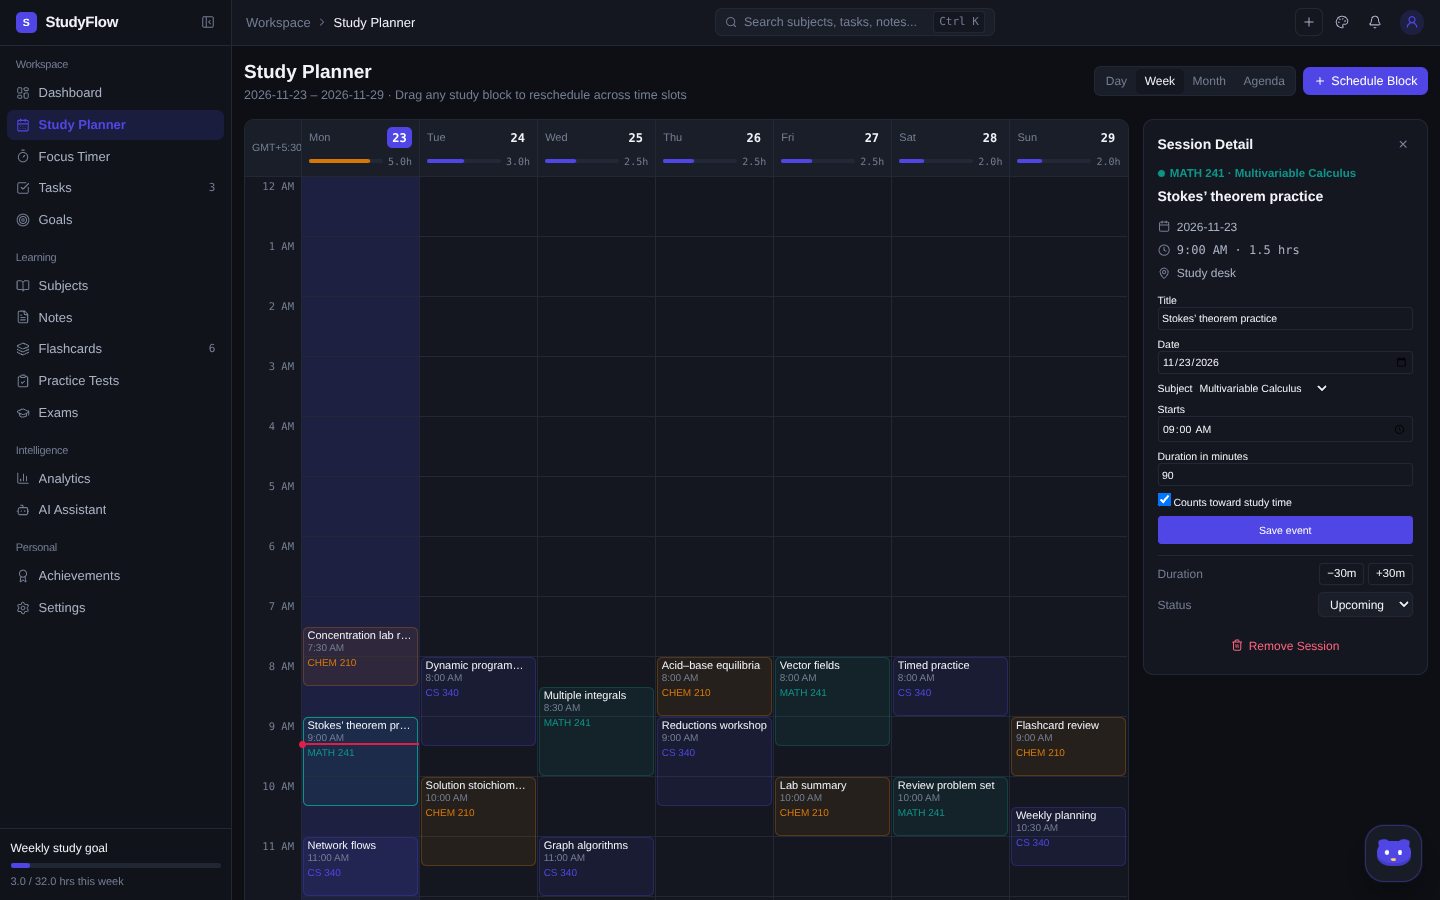 S StudyFlow
Workspace
Dashboard
Study Planner
Focus Timer
Tasks 3
Goals
Learning
Subjects
Notes
Flashcards 6
Practice Tests
Exams
Intelligence
Analytics
AI Assistant
Personal
Achievements
Settings
Weekly study goal
3.0 / 32.0 hrs this week
Workspace > Study Planner
Search subjects, tasks, notes... Ctrl K
Study Planner
2026-11-23 – 2026-11-29 · Drag any study block to reschedule across time slots
Day Week Month Agenda
+ Schedule Block
GMT+5:30
Mon 23
5.0h
Tue 24
3.0h
Wed 25
2.5h
Thu 26
2.5h
Fri 27
2.5h
Sat 28
2.0h
Sun 29
2.0h
12 AM
1 AM
2 AM
3 AM
4 AM
5 AM
6 AM
7 AM
8 AM
9 AM
10 AM
11 AM
Concentration lab r…
7:30 AM
CHEM 210
Stokes’ theorem pr…
9:00 AM
MATH 241
Network flows
11:00 AM
CS 340
Dynamic program…
8:00 AM
CS 340
Solution stoichiom…
10:00 AM
CHEM 210
Multiple integrals
8:30 AM
MATH 241
Graph algorithms
11:00 AM
CS 340
Acid–base equilibria
8:00 AM
CHEM 210
Reductions workshop
9:00 AM
CS 340
Vector fields
8:00 AM
MATH 241
Lab summary
10:00 AM
CHEM 210
Timed practice
8:00 AM
CS 340
Review problem set
10:00 AM
MATH 241
Flashcard review
9:00 AM
CHEM 210
Weekly planning
10:30 AM
CS 340
Session Detail
MATH 241 · Multivariable Calculus
Stokes’ theorem practice
2026-11-23
9:00 AM · 1.5 hrs
Study desk
Title
Stokes’ theorem practice
Date
11/23/2026
Subject Multivariable Calculus
Starts
09:00 AM
Duration in minutes
90
Counts toward study time
Save event
Duration −30m +30m
Status Upcoming
Remove Session